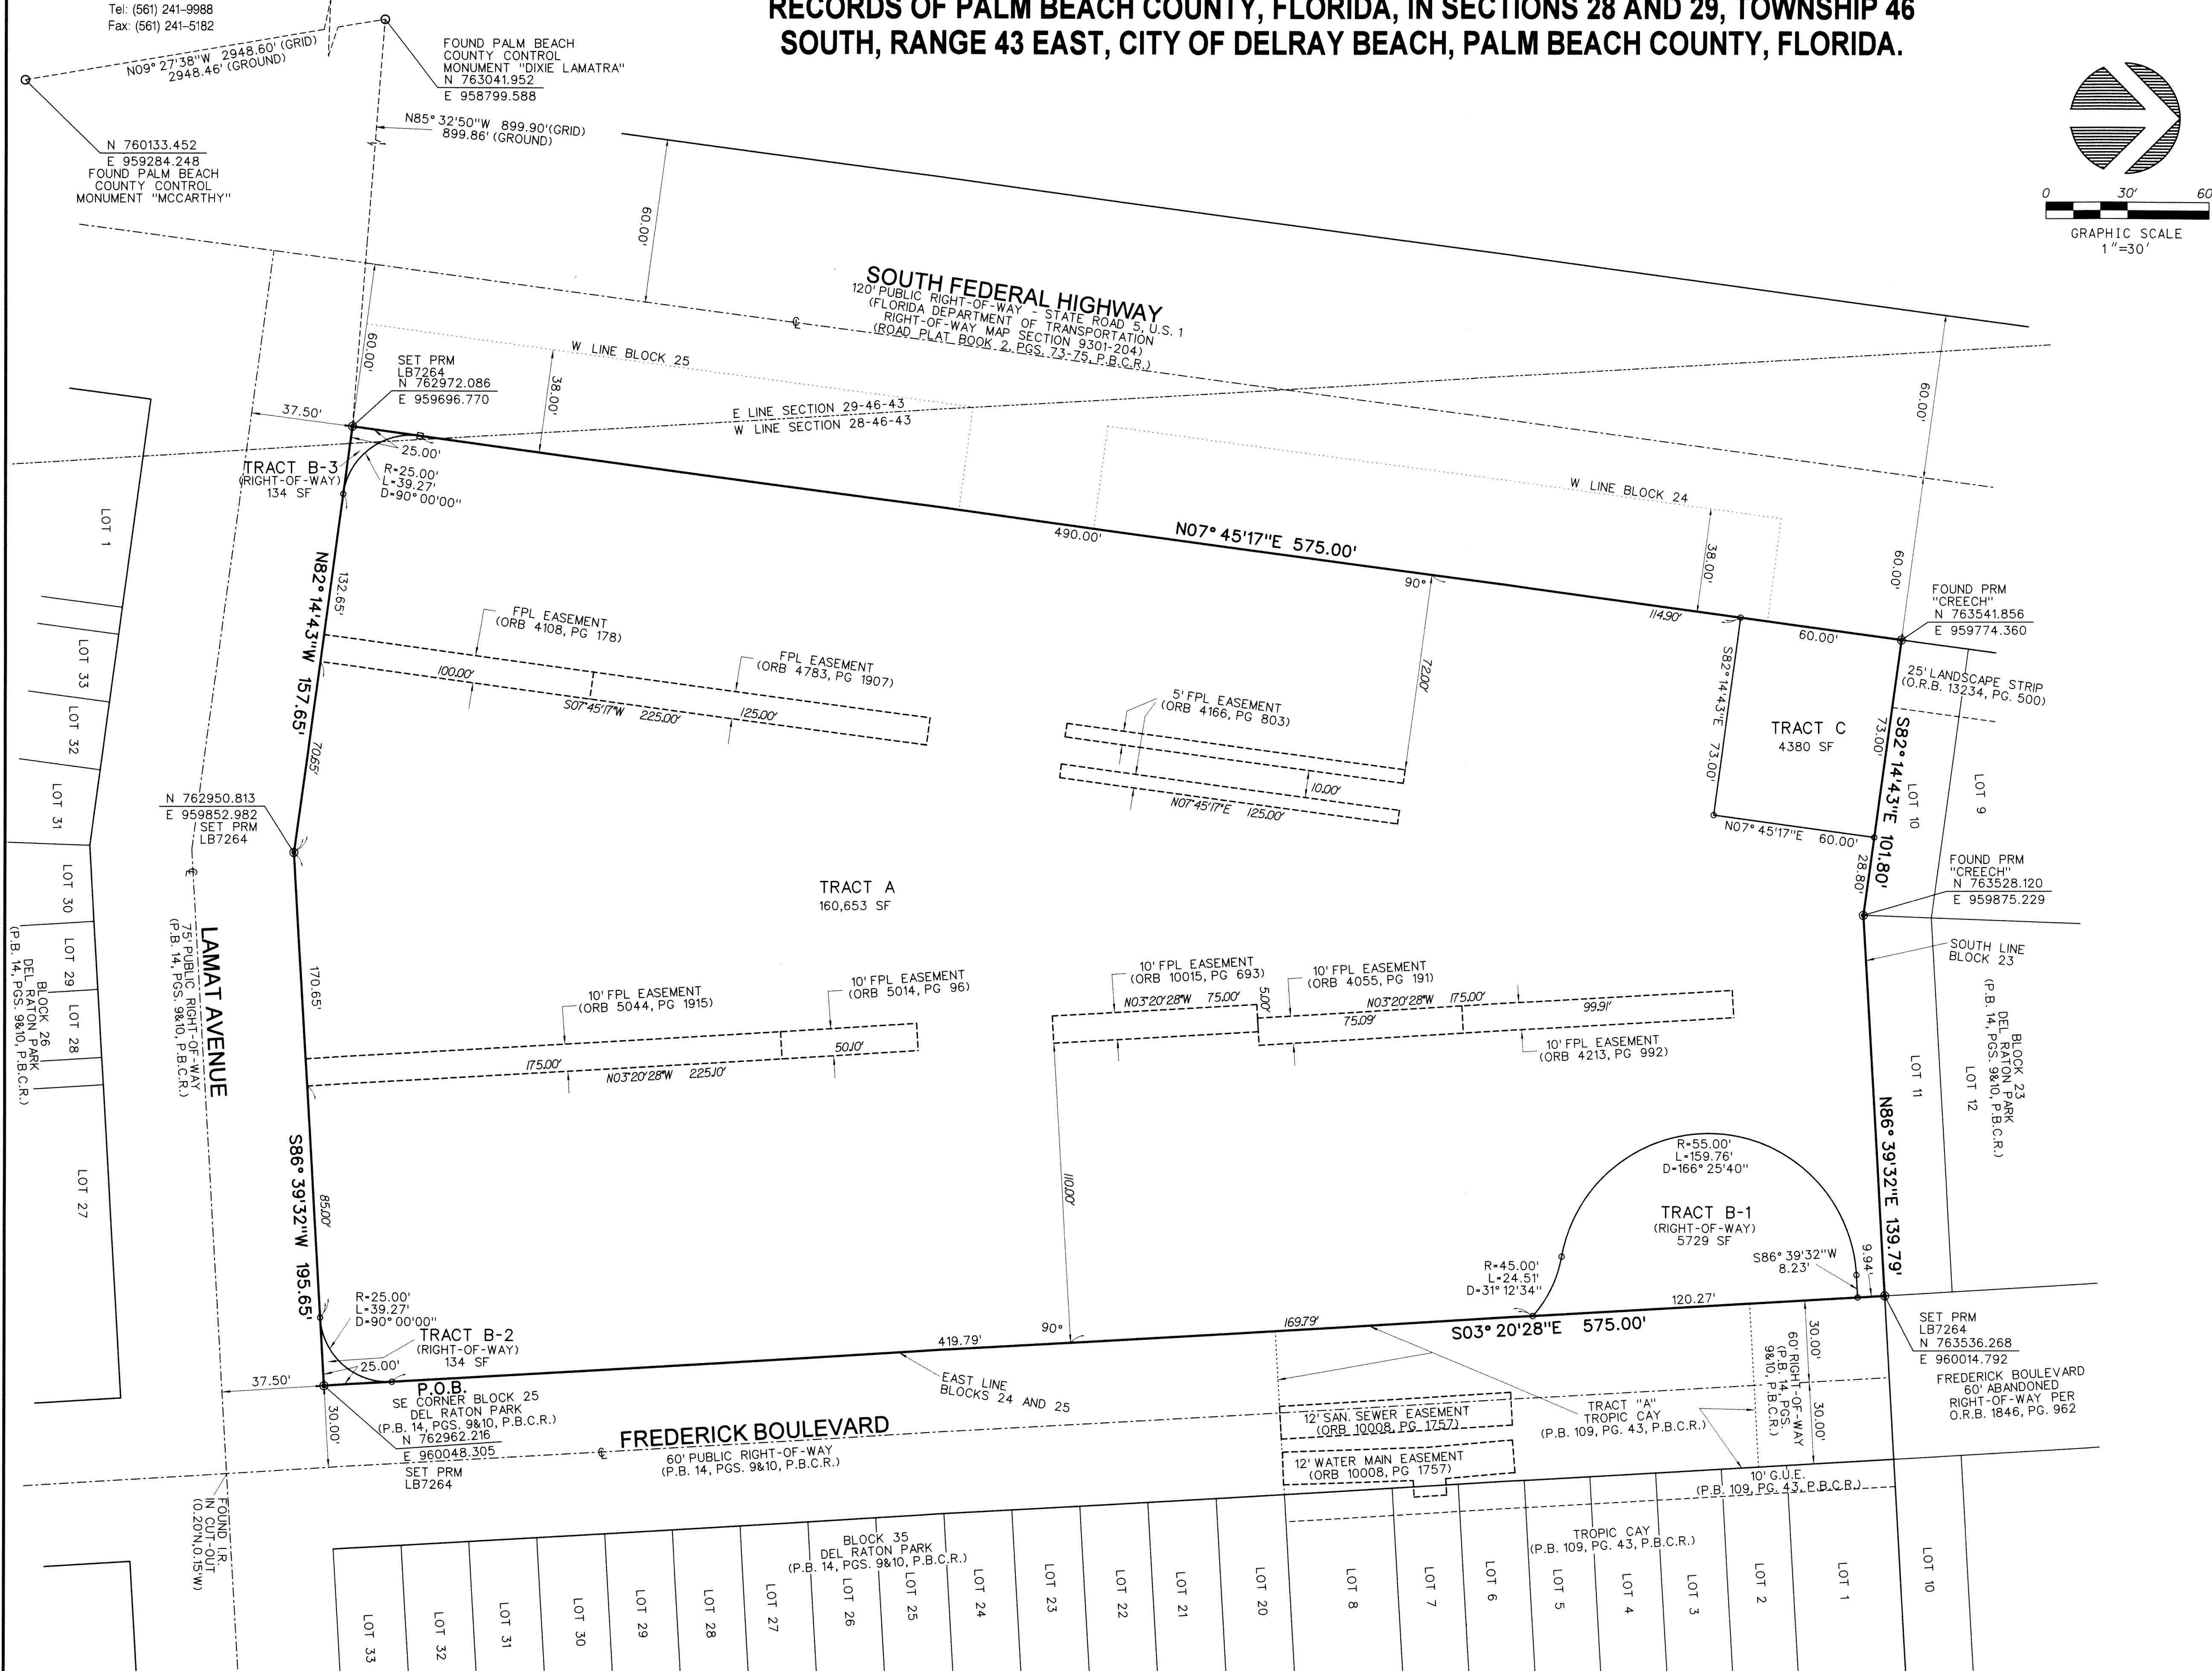 Tel: (561) 241-9988
Fax: (561) 241-5182
RECORDS OF PALM BEACH COUNTY, FLORIDA, IN SECTIONS 28 AND 29, TOWNSHIP 46
SOUTH, RANGE 43 EAST, CITY OF DELRAY BEACH, PALM BEACH COUNTY, FLORIDA.
N09°27'38"W 2948.60' (GRID)
2948.46' (GROUND)
FOUND PALM BEACH
COUNTY CONTROL
MONUMENT "DIXIE LAMATRA"
N 763041.952
E 958799.588
N85°32'50"W 899.90'(GRID)
899.86' (GROUND)
N 760133.452
E 959284.248
FOUND PALM BEACH
COUNTY CONTROL
MONUMENT "MCCARTHY"
0 30' 60
GRAPHIC SCALE
1"=30'
60.00'
SOUTH FEDERAL HIGHWAY
120' PUBLIC RIGHT-OF-WAY - STATE ROAD 5, U.S. 1
(FLORIDA DEPARTMENT OF TRANSPORTATION
RIGHT-OF-WAY MAP SECTION 9301-204)
(ROAD PLAT BOOK 2, PGS. 73-75, P.B.C.R.)
60.00'
60.00'
60.00'
SET PRM
LB7264
N 762972.086
E 959696.770
W LINE BLOCK 25
38.00'
E LINE SECTION 29-46-43
W LINE SECTION 28-46-43
37.50'
25.00'
TRACT B-3
(RIGHT-OF-WAY)
134 SF
R=25.00'
L=39.27'
D=90°00'00"
W LINE BLOCK 24
38.00'
490.00'
N07°45'17"E 575.00'
90°
114.90'
60.00'
FOUND PRM
"CREECH"
N 763541.856
E 959774.360
25' LANDSCAPE STRIP
(O.R.B. 13234, PG. 500)
LOT 1
LOT 33
LOT 32
LOT 31
N82°14'43"W 157.65'
132.65'
70.65'
FPL EASEMENT
(ORB 4108, PG 178)
100.00'
FPL EASEMENT
(ORB 4783, PG 1907)
S07°45'17"W 225.00'
125.00'
5' FPL EASEMENT
(ORB 4166, PG 803)
72.00'
10.00'
N07°45'17"E 125.00'
S82°14'43"E 73.00'
TRACT C
4380 SF
N07°45'17"E 60.00'
73.00'
S82°14'43"E 101.80'
28.80'
LOT 10
LOT 9
FOUND PRM
"CREECH"
N 763528.120
E 959875.229
SOUTH LINE
BLOCK 23
N 762950.813
E 959852.982
SET PRM
LB7264
TRACT A
160,653 SF
LOT 30
LOT 29
LOT 28
LOT 27
BLOCK 26
DEL RATON PARK
(P.B. 14, PGS. 9&10, P.B.C.R.)
LAMAT AVENUE
75' PUBLIC RIGHT-OF-WAY
(P.B. 14, PGS. 9&10, P.B.C.R.)
170.65'
S86°39'32"W 195.65'
85.00'
10' FPL EASEMENT
(ORB 5044, PG 1915)
10' FPL EASEMENT
(ORB 5014, PG 96)
175.00'
50.10'
N03°20'28"W 225.10'
10' FPL EASEMENT
(ORB 10015, PG 693)
N03°20'28"W 75.00'
5.00'
10' FPL EASEMENT
(ORB 4055, PG 191)
N03°20'28"W 175.00'
75.09'
99.91'
10' FPL EASEMENT
(ORB 4213, PG 992)
110.00'
BLOCK 23
DEL RATON PARK
(P.B. 14, PGS. 9&10, P.B.C.R.)
LOT 12
LOT 11
N86°39'32"E 139.79'
R=55.00'
L=159.76'
D=166°25'40"
TRACT B-1
(RIGHT-OF-WAY)
5729 SF
S86°39'32"W
8.23'
9.94'
R=45.00'
L=24.51'
D=31°12'34"
120.27'
R=25.00'
L=39.27'
D=90°00'00"
TRACT B-2
(RIGHT-OF-WAY)
134 SF
25.00'
37.50'
30.00'
419.79'
90°
169.79'
S03°20'28"E 575.00'
P.O.B.
SE CORNER BLOCK 25
DEL RATON PARK
(P.B. 14, PGS. 9&10, P.B.C.R.)
N 762962.216
E 960048.305
SET PRM
LB7264
EAST LINE
BLOCKS 24 AND 25
FREDERICK BOULEVARD
60' PUBLIC RIGHT-OF-WAY
(P.B. 14, PGS. 9&10, P.B.C.R.)
12' SAN. SEWER EASEMENT
(ORB 10008, PG 1757)
12' WATER MAIN EASEMENT
(ORB 10008, PG 1757)
TRACT "A"
TROPIC CAY
(P.B. 109, PG. 43, P.B.C.R.)
60' RIGHT-OF-WAY
(P.B. 14, PGS.
9&10, P.B.C.R.)
30.00'
30.00'
SET PRM
LB7264
N 763536.268
E 960014.792
FREDERICK BOULEVARD
60' ABANDONED
RIGHT-OF-WAY PER
O.R.B. 1846, PG. 962
10' G.U.E.
(P.B. 109, PG. 43, P.B.C.R.)
FOUND I.R.
IN CUT-OUT
(0.20'N,0.15'W)
BLOCK 35
DEL RATON PARK
(P.B. 14, PGS. 9&10, P.B.C.R.)
TROPIC CAY
(P.B. 109, PG. 43, P.B.C.R.)
LOT 33
LOT 32
LOT 31
LOT 30
LOT 29
LOT 28
LOT 27
LOT 26
LOT 25
LOT 24
LOT 23
LOT 22
LOT 21
LOT 20
LOT 8
LOT 7
LOT 6
LOT 5
LOT 4
LOT 3
LOT 2
LOT 1
LOT 10